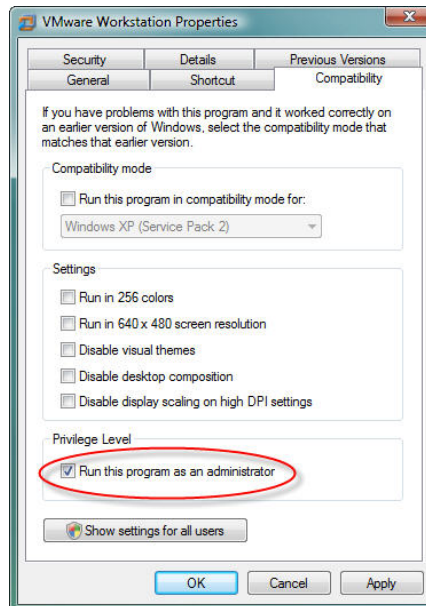 VMware Workstation Properties
Security Details Previous Versions
General Shortcut Compatibility
If you have problems with this program and it worked correctly on
an earlier version of Windows, select the compatibility mode that
matches that earlier version.
Compatibility mode
Run this program in compatibility mode for:
Windows XP (Service Pack 2)
Settings
Run in 256 colors
Run in 640 x 480 screen resolution
Disable visual themes
Disable desktop composition
Disable display scaling on high DPI settings
Privilege Level
Run this program as an administrator
Show settings for all users
OK Cancel Apply